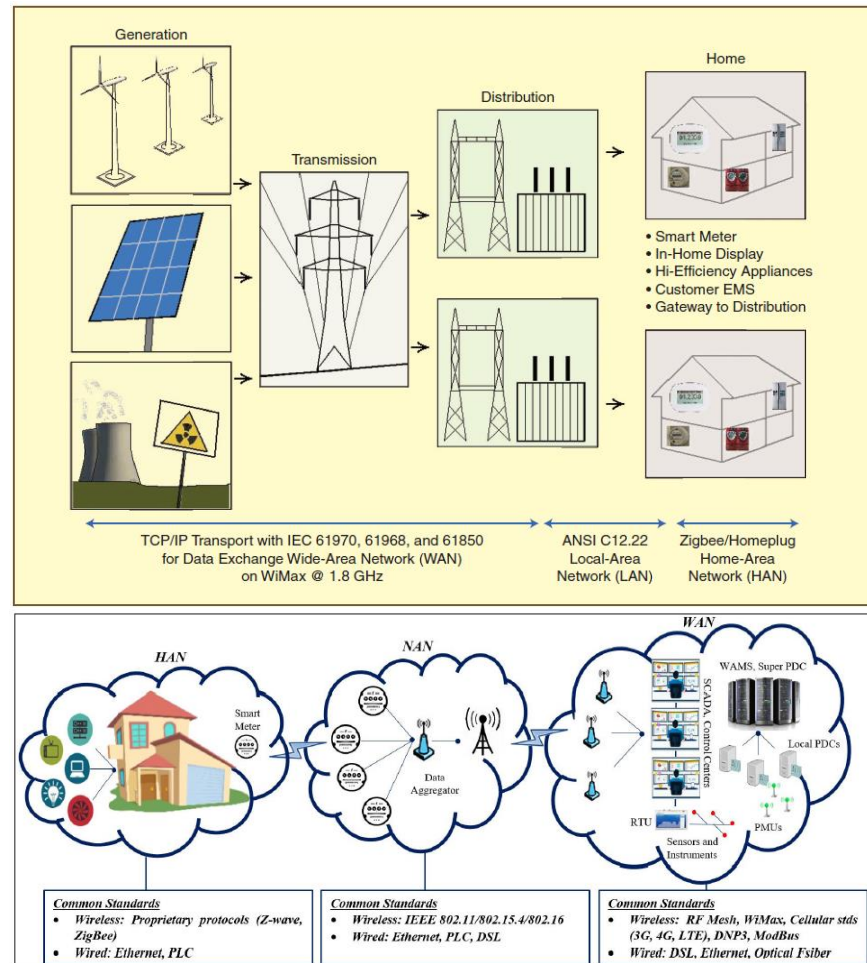 Generation
Home
Distribution
Transmission
• Smart Meter
• In-Home Display
• Hi-Efficiency Appliances
• Customer EMS
• Gateway to Distribution
TCP/IP Transport with IEC 61970, 61968, and 61850
for Data Exchange Wide-Area Network (WAN)
on WiMax @ 1.8 GHz
ANSI C12.22
Local-Area
Network (LAN)
Zigbee/Homeplug
Home-Area
Network (HAN)
HAN
Smart
Meter
NAN
Data
Aggregator
WAN
SCADA, Control Centers
WAMS, Super PDC
Local PDCs
RTU
Sensors and
Instruments
PMUs
Common Standards
• Wireless: Proprietary protocols (Z-wave,
ZigBee)
• Wired: Ethernet, PLC
Common Standards
• Wireless: IEEE 802.11/802.15.4/802.16
• Wired: Ethernet, PLC, DSL
Common Standards
• Wireless: RF Mesh, WiMax, Cellular stds
(3G, 4G, LTE), DNP3, ModBus
• Wired: DSL, Ethernet, Optical Fsiber